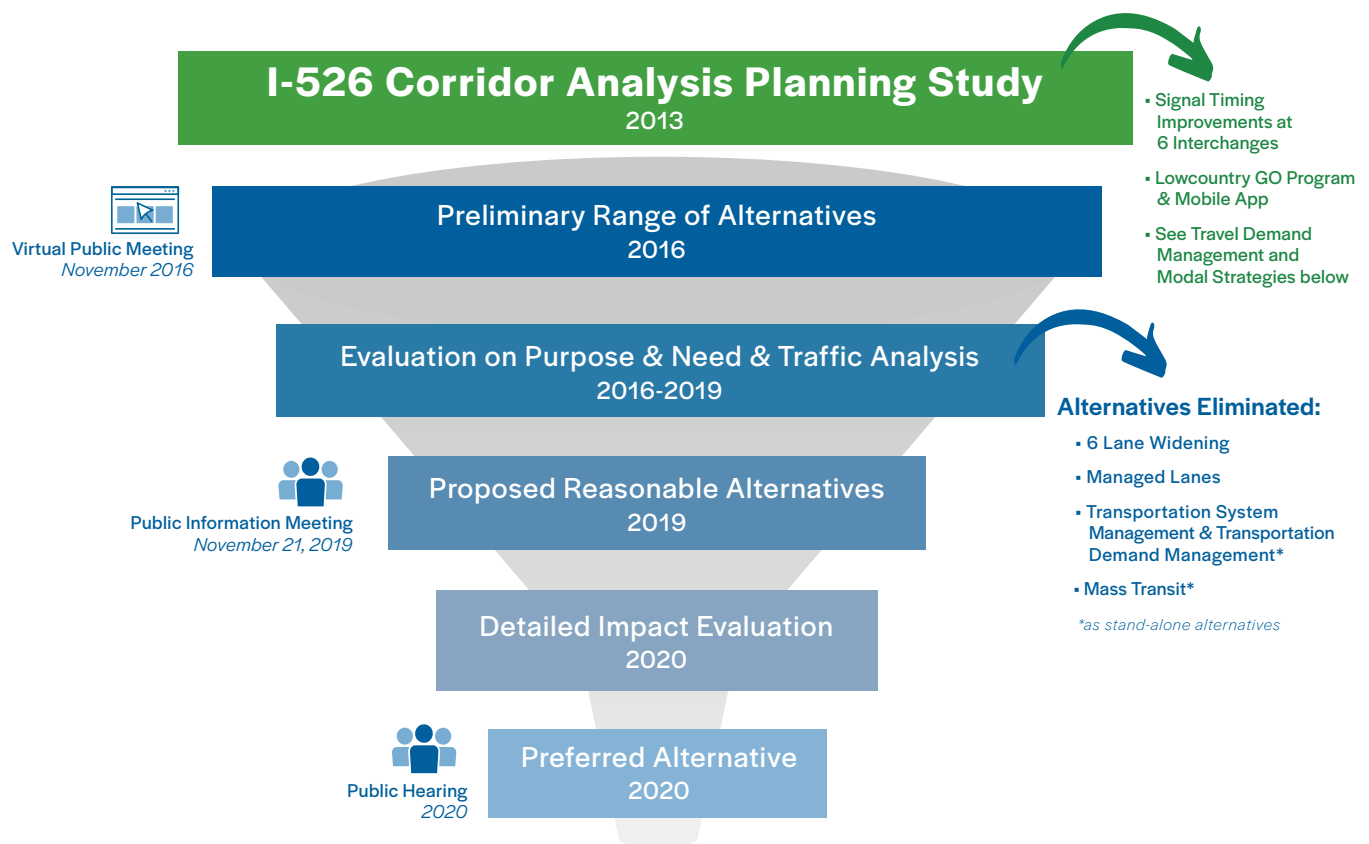 I-526 Corridor Analysis Planning Study
2013
▪ Signal Timing
Improvements at
6 Interchanges
▪ Lowcountry GO Program
& Mobile App
▪ See Travel Demand
Management and
Modal Strategies below
Preliminary Range of Alternatives
2016
Virtual Public Meeting
November 2016
Evaluation on Purpose & Need & Traffic Analysis
2016-2019
Alternatives Eliminated:
▪ 6 Lane Widening
▪ Managed Lanes
▪ Transportation System
Management & Transportation
Demand Management*
▪ Mass Transit*
*as stand-alone alternatives
Proposed Reasonable Alternatives
2019
Public Information Meeting
November 21, 2019
Detailed Impact Evaluation
2020
Preferred Alternative
2020
Public Hearing
2020